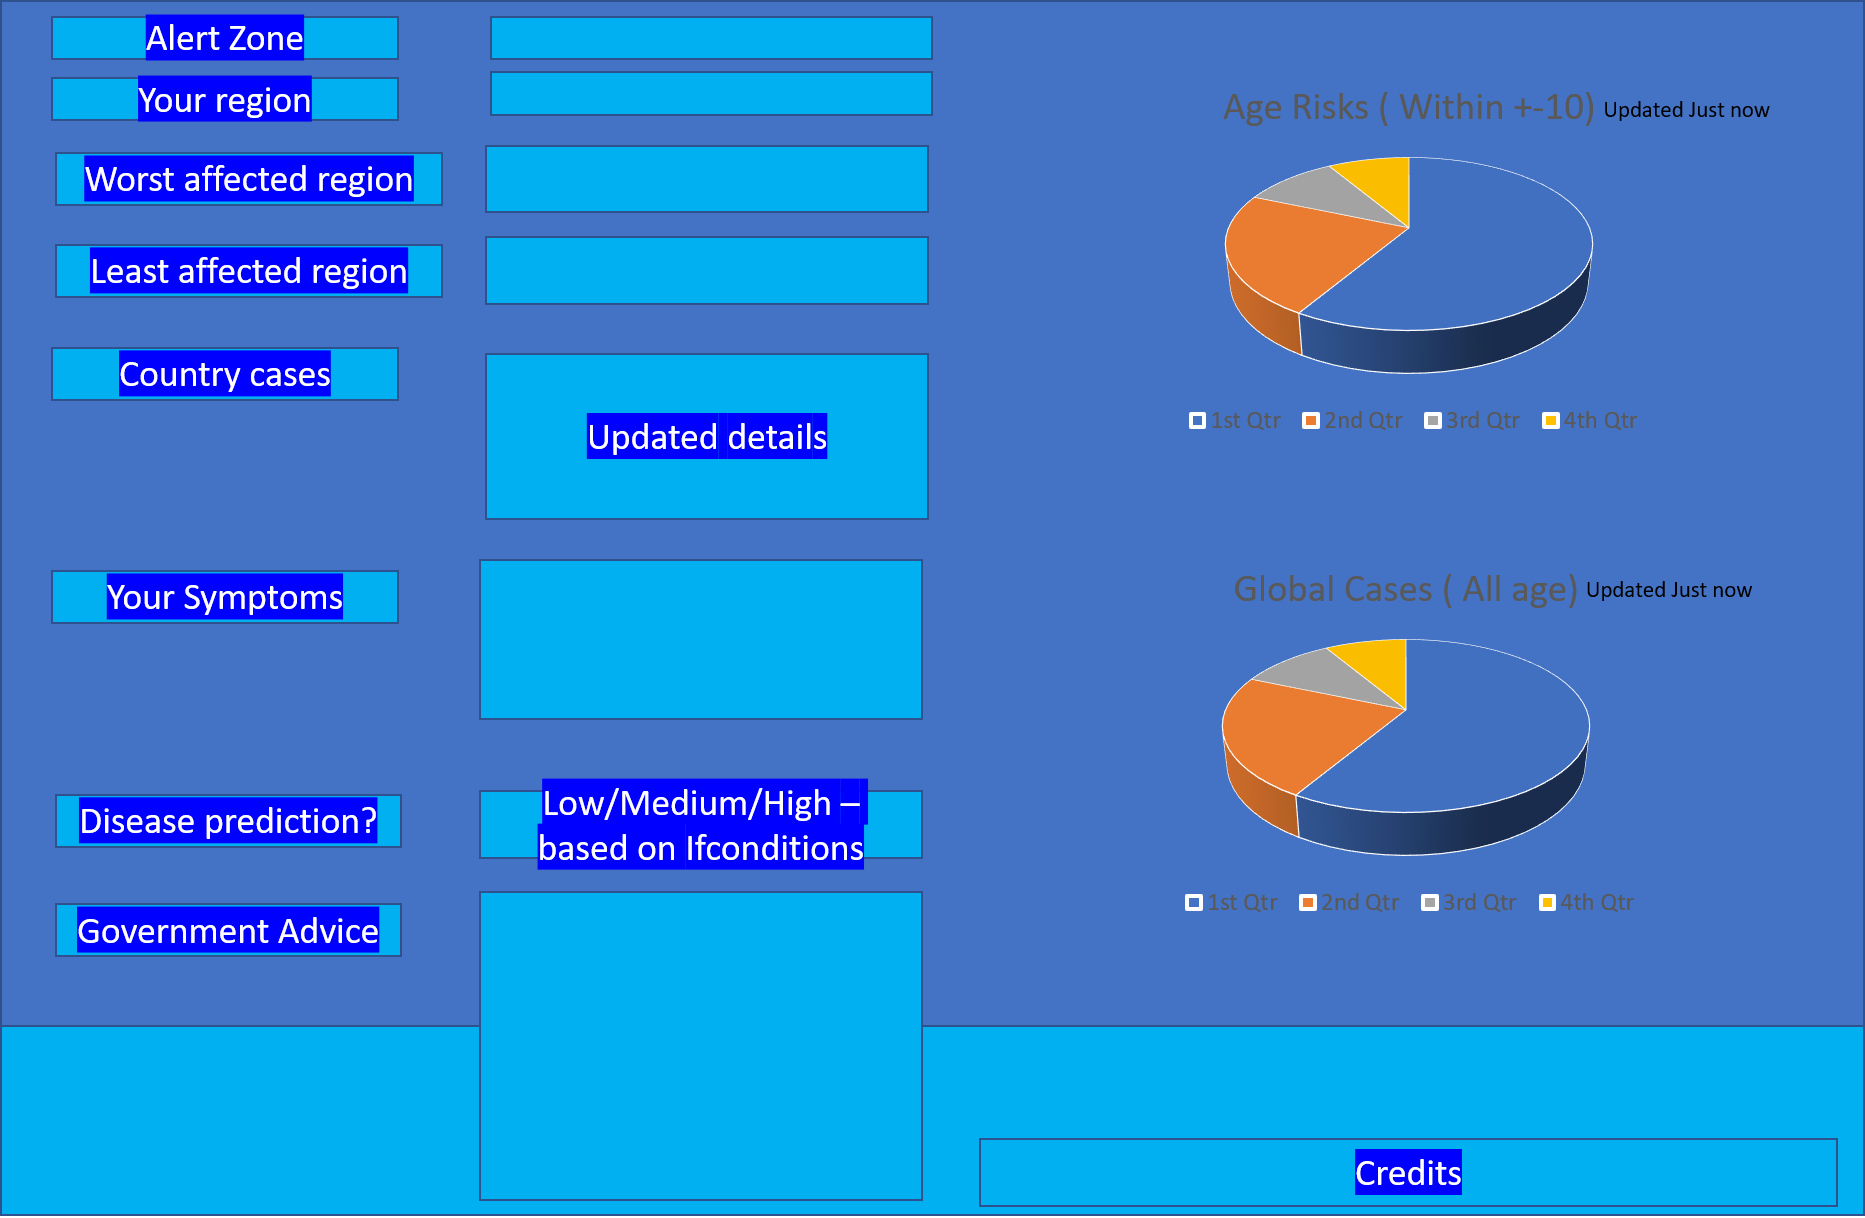 Alert Zone
Your region
Worst affected region
Least affected region
Country cases
Updated details
Your Symptoms
Disease prediction?
Low/Medium/High –
based on Ifconditions
Government Advice
Age Risks ( Within +-10) Updated Just now
1st Qtr 2nd Qtr 3rd Qtr 4th Qtr
Global Cases ( All age) Updated Just now
1st Qtr 2nd Qtr 3rd Qtr 4th Qtr
Credits